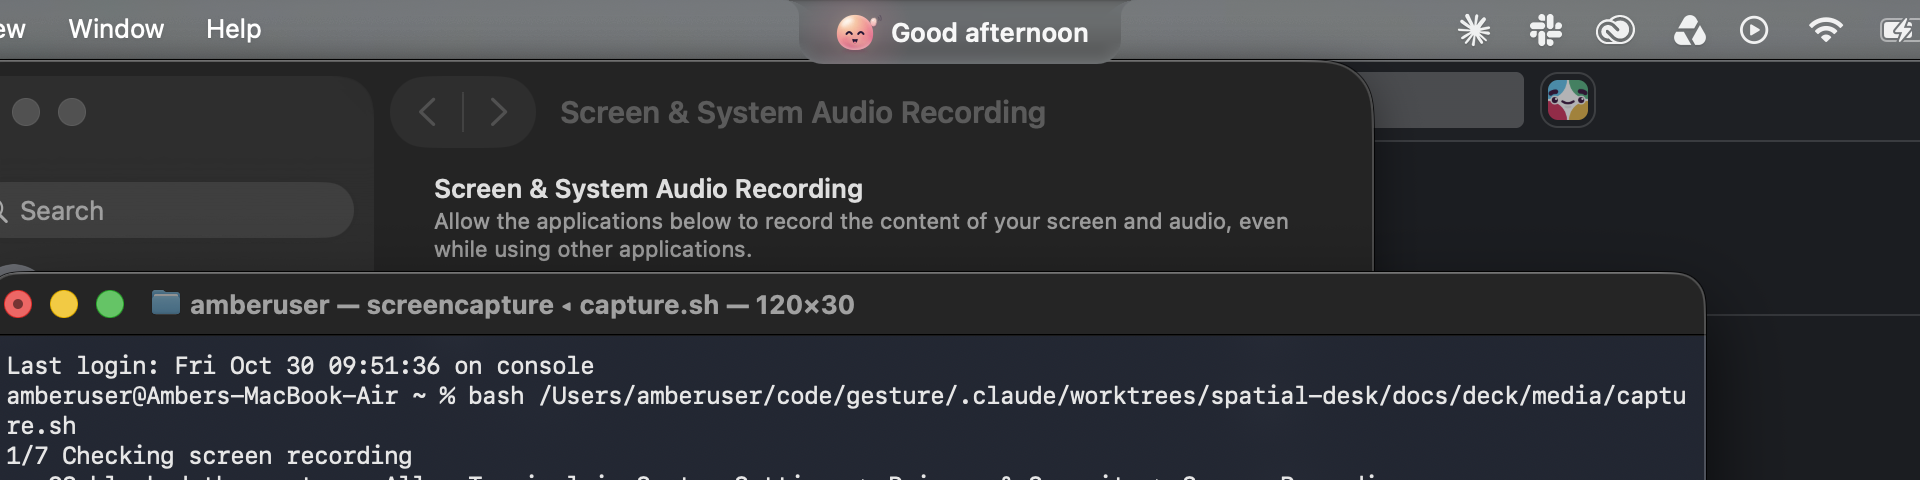 ew Window Help
Good afternoon
Screen & System Audio Recording
Screen & System Audio Recording
Allow the applications below to record the content of your screen and audio, even
while using other applications.
Search
amberuser — screencapture ◂ capture.sh — 120×30
Last login: Fri Oct 30 09:51:36 on console
amberuser@Ambers-MacBook-Air ~ % bash /Users/amberuser/code/gesture/.claude/worktrees/spatial-desk/docs/deck/media/captu
re.sh
1/7 Checking screen recording